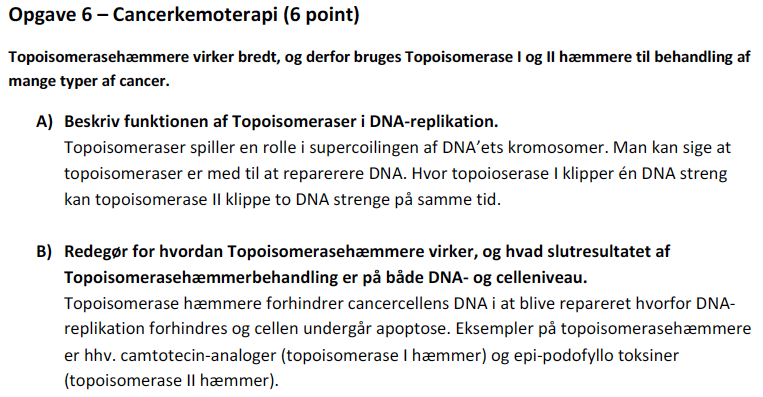 Opgave 6 – Cancerkemoterapi (6 point)
Topoisomerasehæmmere virker bredt, og derfor bruges Topoisomerase I og II hæmmere til behandling af
mange typer af cancer.
A) Beskriv funktionen af Topoisomeraser i DNA-replikation.
Topoisomeraser spiller en rolle i supercoilingen af DNA’ets kromosomer. Man kan sige at
topoisomeraser er med til at reparerere DNA. Hvor topoioserase I klipper én DNA streng
kan topoisomerase II klippe to DNA strenge på samme tid.
B) Redegør for hvordan Topoisomerasehæmmere virker, og hvad slutresultatet af
Topoisomerasehæmmerbehandling er på både DNA- og celleniveau.
Topoisomerase hæmmere forhindrer cancercellens DNA i at blive repareret hvorfor DNA-
replikation forhindres og cellen undergår apoptose. Eksempler på topoisomerasehæmmere
er hhv. camtotecin-analoger (topoisomerase I hæmmer) og epi-podofyllo toksiner
(topoisomerase II hæmmer).